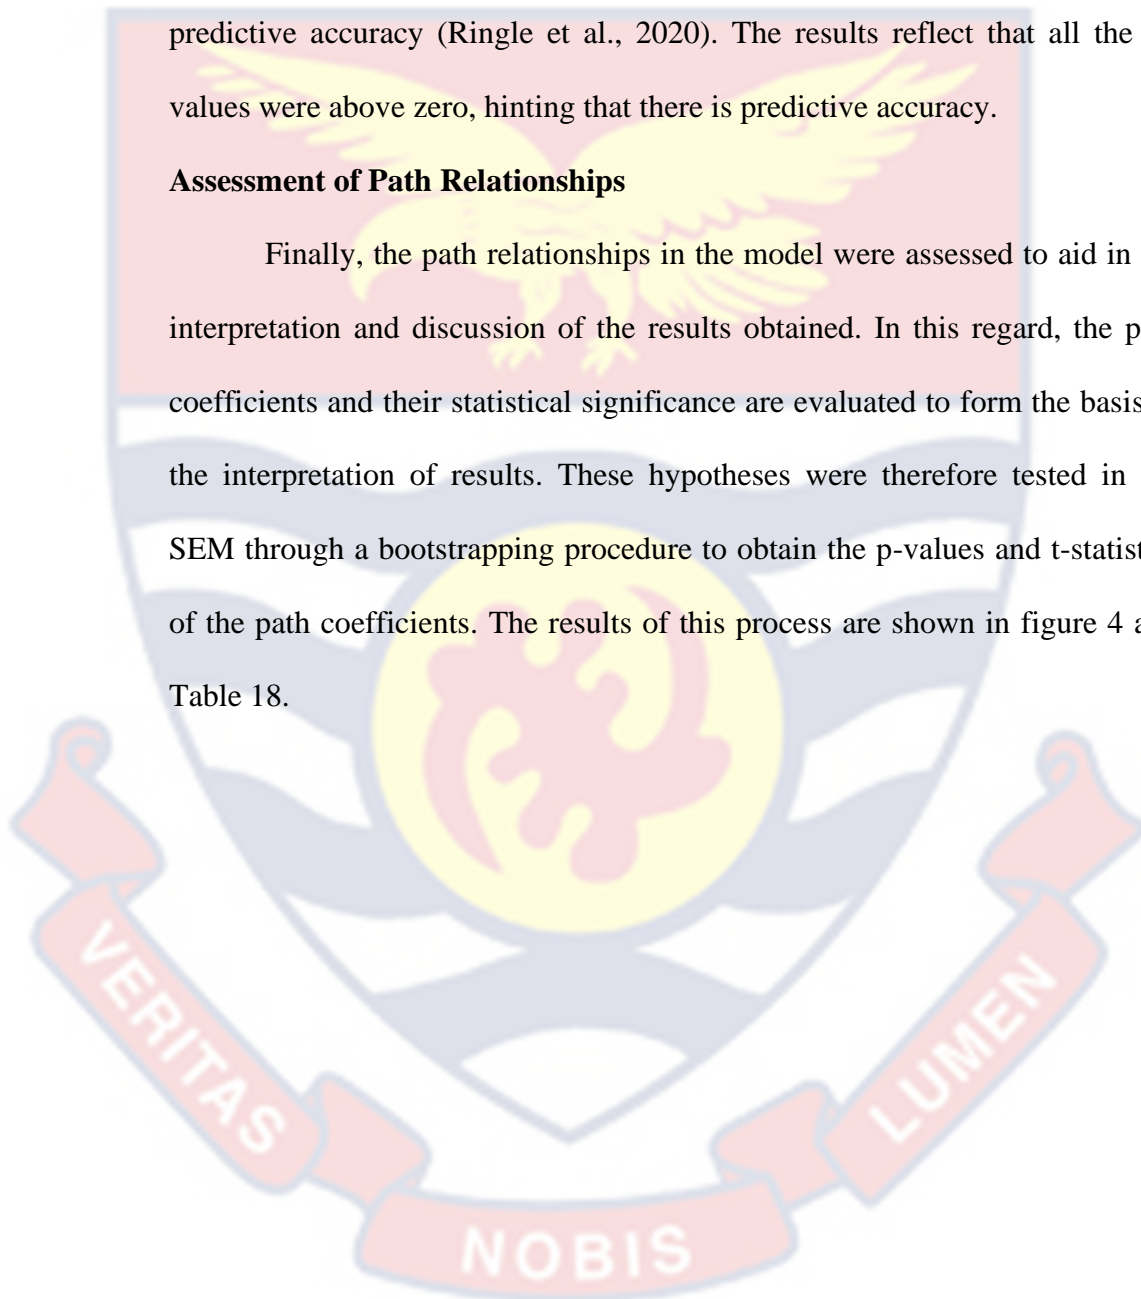 predictive accuracy (Ringle et al., 2020). The results reflect that all the
values were above zero, hinting that there is predictive accuracy.
Assessment of Path Relationships
Finally, the path relationships in the model were assessed to aid in
interpretation and discussion of the results obtained. In this regard, the p
coefficients and their statistical significance are evaluated to form the basis
the interpretation of results. These hypotheses were therefore tested in
SEM through a bootstrapping procedure to obtain the p-values and t-statist
of the path coefficients. The results of this process are shown in figure 4 a
Table 18.
VERITAS
NOBIS
LUMEN